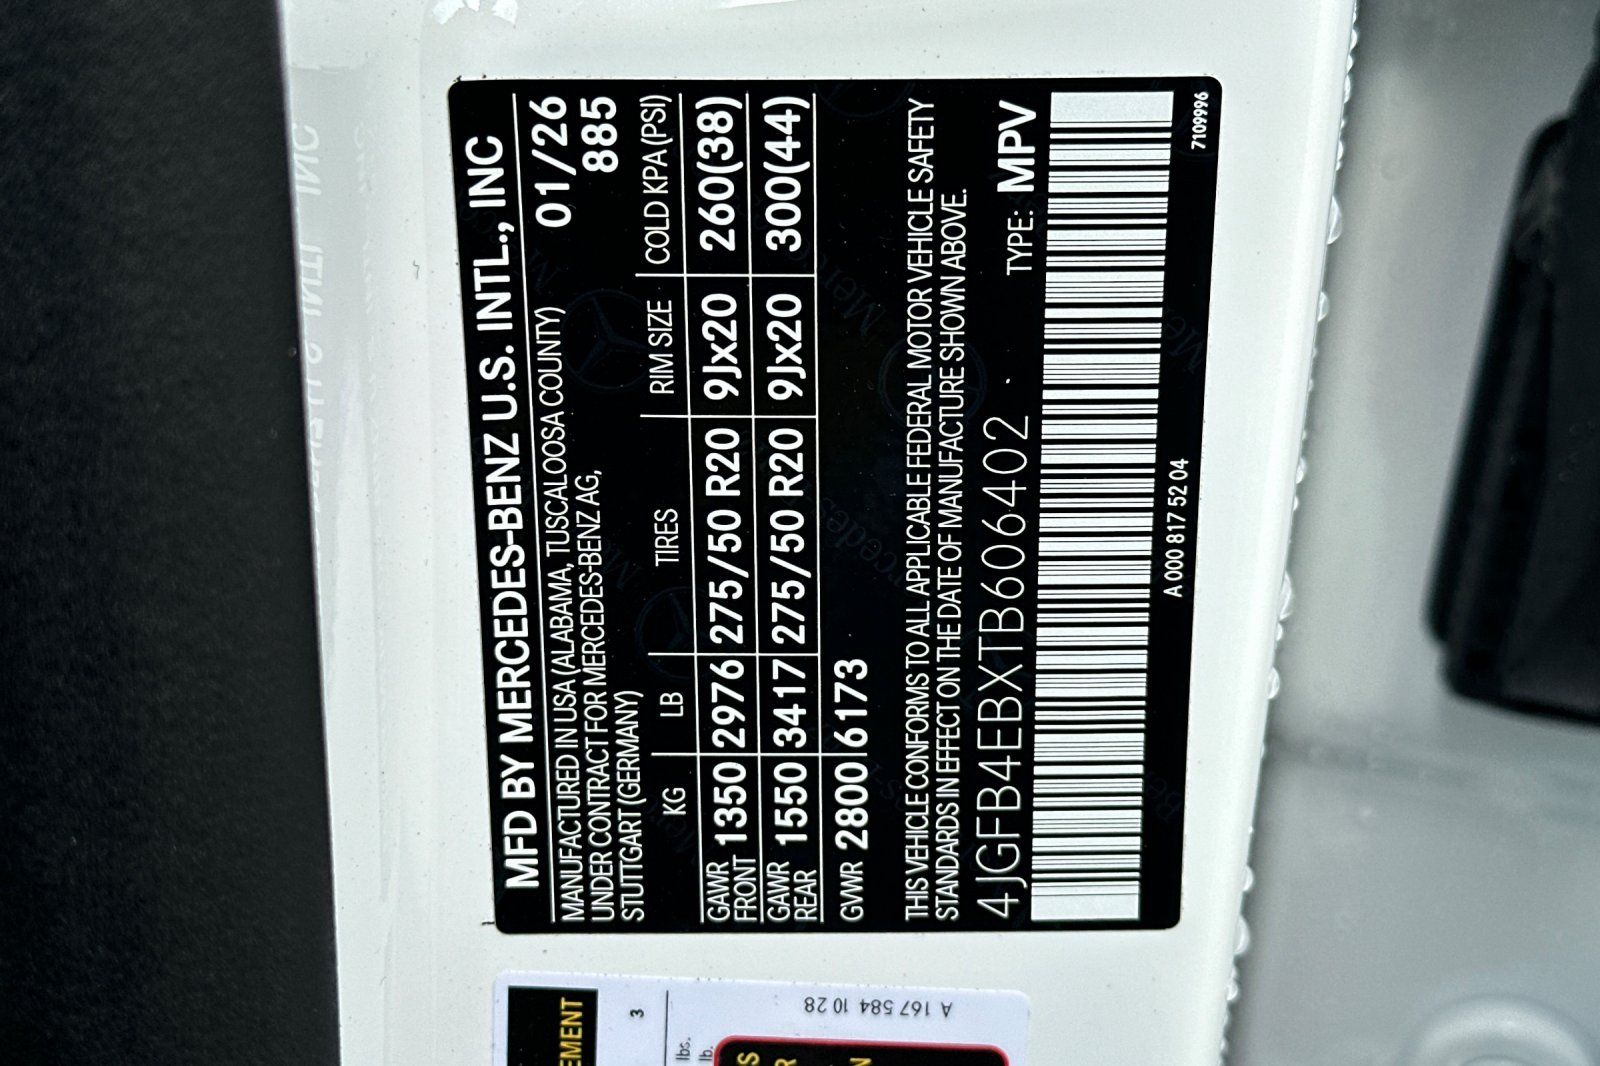 MFD BY MERCEDES-BENZ U.S. INTL., INC
MANUFACTURED IN USA (ALABAMA, TUSCALOOSA COUNTY) 01/26
UNDER CONTRACT FOR MERCEDES-BENZ AG, 885
STUTTGART (GERMANY)
KG LB TIRES RIM SIZE COLD KPA (PSI)
GAWR FRONT 1350 2976 275/50 R20 9Jx20 260(38)
GAWR REAR 1550 3417 275/50 R20 9Jx20 300(44)
GVWR 2800 6173
THIS VEHICLE CONFORMS TO ALL APPLICABLE FEDERAL MOTOR VEHICLE SAFETY
STANDARDS IN EFFECT ON THE DATE OF MANUFACTURE SHOWN ABOVE.
4JGFB4EBXTB606402 TYPE: MPV
A 000 817 52 04
7109996
EMENT
3
lbs.
lb.
A 167 584 10 28